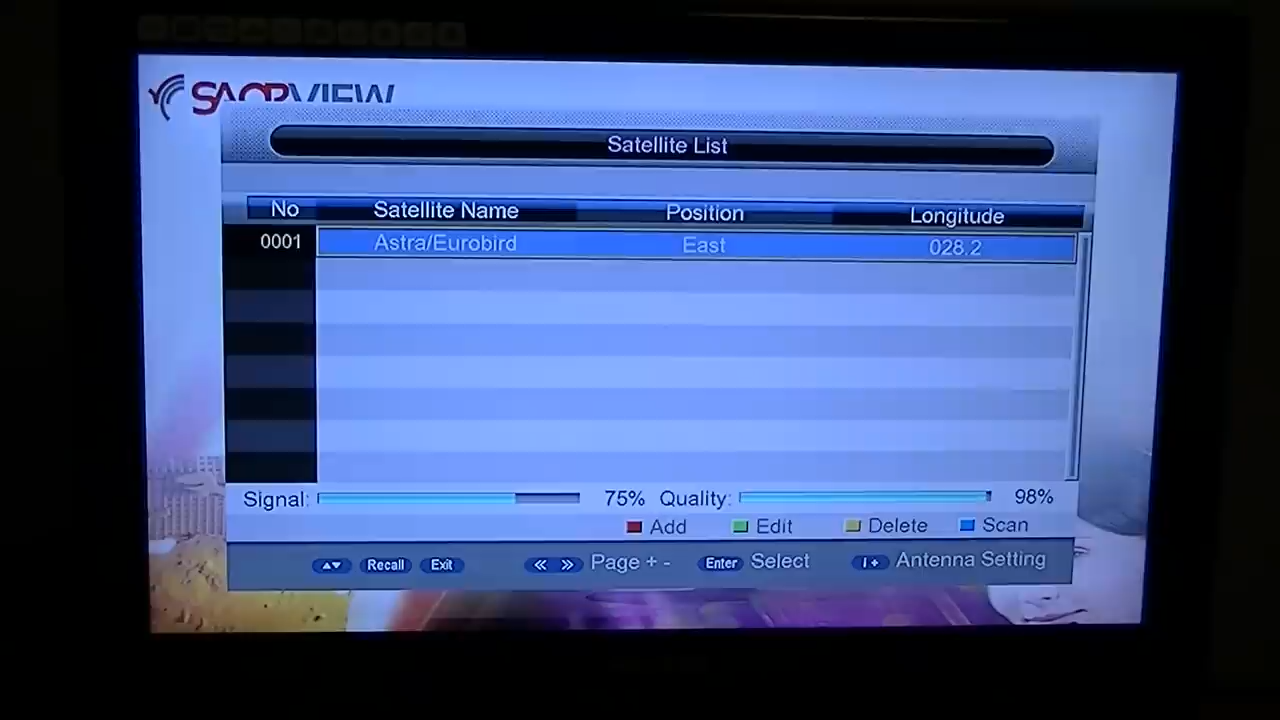 SAORVIEW
Satellite List
No Satellite Name Position Longitude
0001 Astra/Eurobird East 028.2
Signal: 75% Quality: 98%
Add Edit Delete Scan
Recall Exit Page + - Enter Select i + Antenna Setting